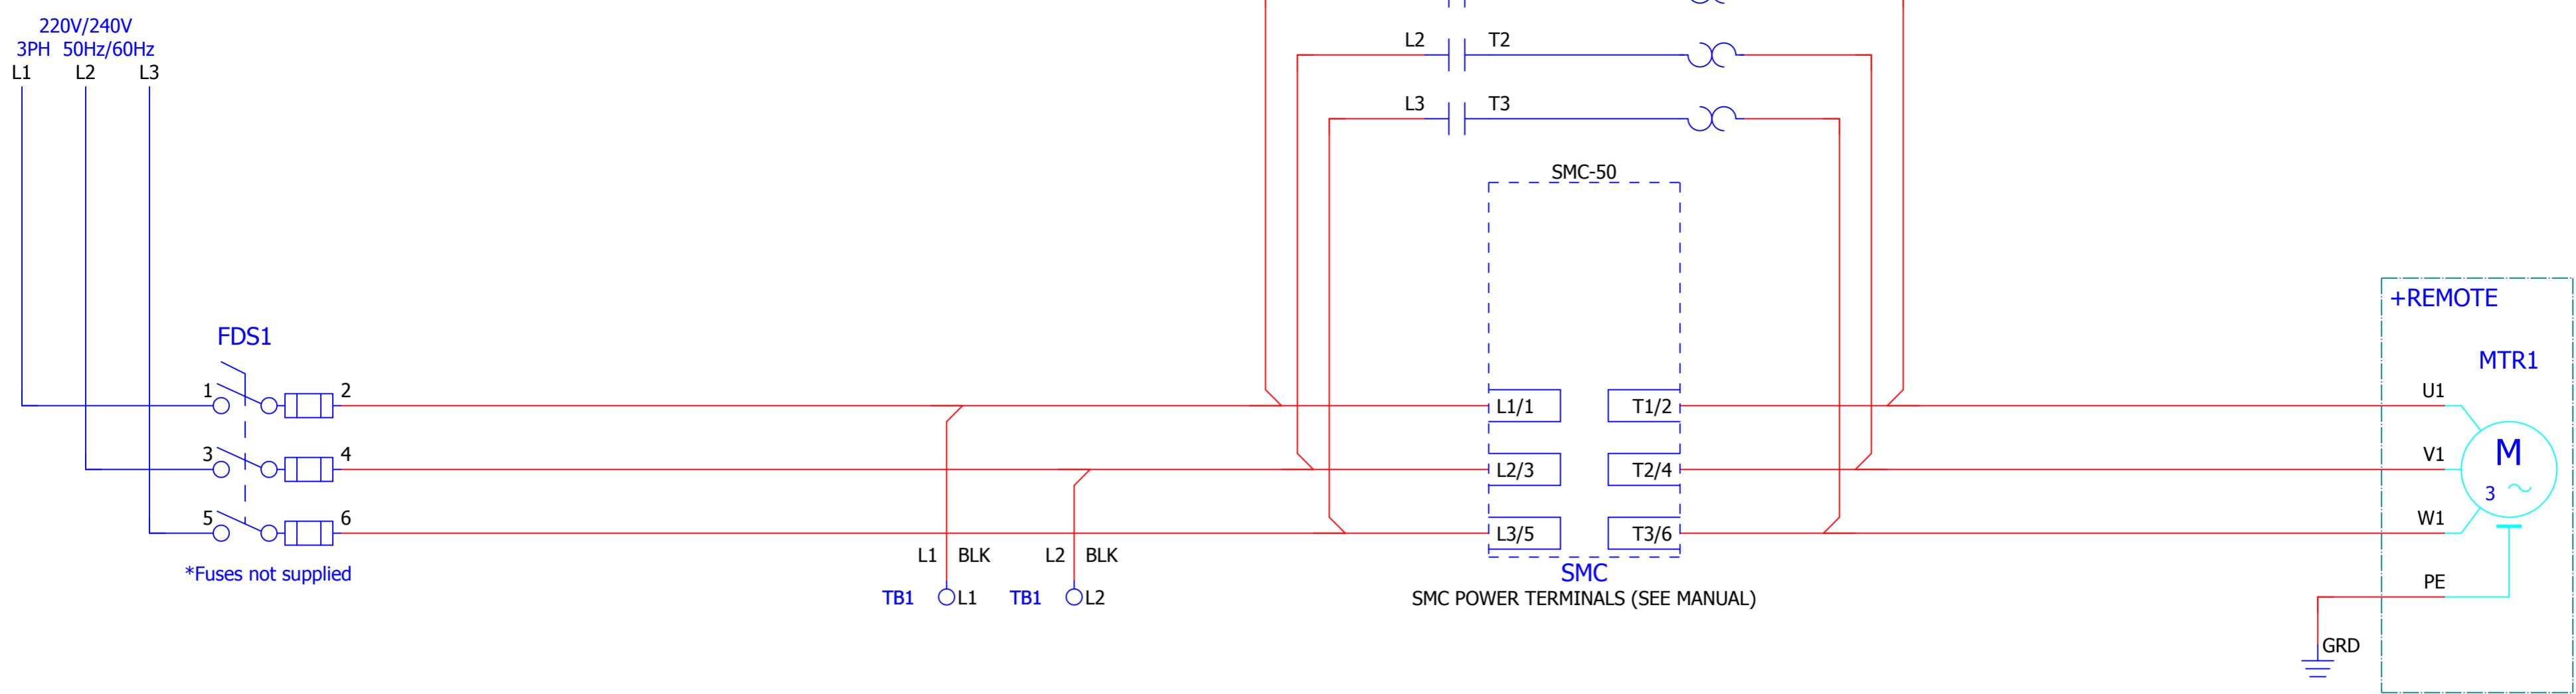 220V/240V
3PH 50Hz/60Hz
L1 L2 L3
L2 T2
L3 T3
SMC-50
+REMOTE
FDS1
MTR1
1 2
L1/1 T1/2
U1
3 4
L2/3 T2/4
V1
M
3
5 6
L3/5 T3/6
W1
L1 BLK L2 BLK
*Fuses not supplied
SMC
PE
TB1 L1 TB1 L2
SMC POWER TERMINALS (SEE MANUAL)
GRD